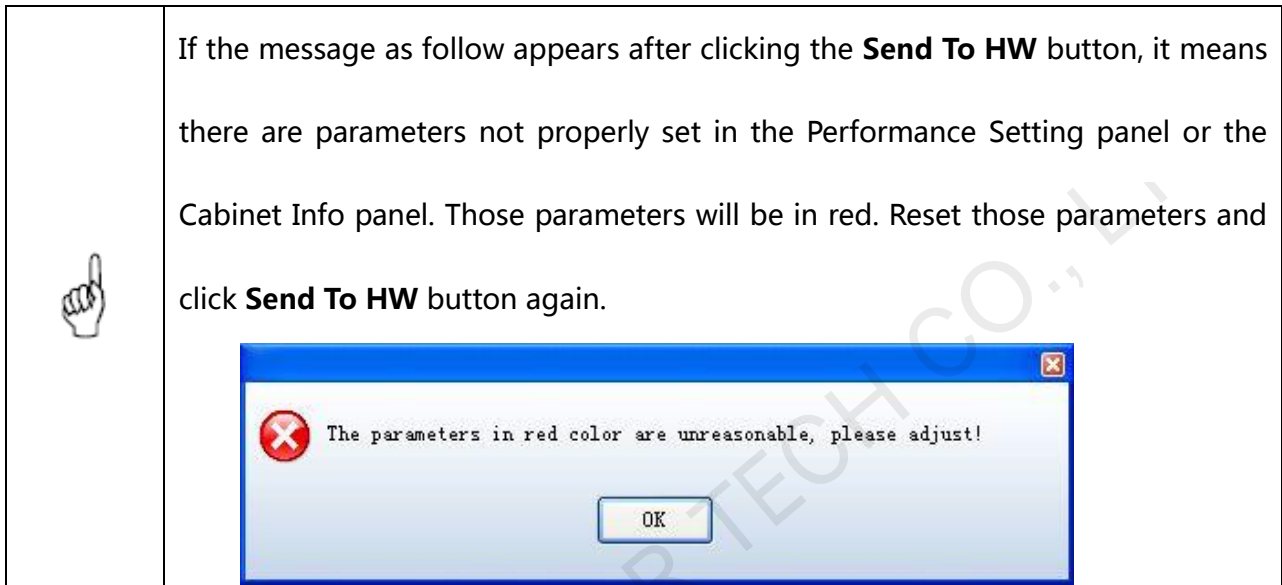 If the message as follow appears after clicking the Send To HW button, it means
there are parameters not properly set in the Performance Setting panel or the
Cabinet Info panel. Those parameters will be in red. Reset those parameters and
click Send To HW button again.
The parameters in red color are unreasonable, please adjust!
OK
TECH CO.,